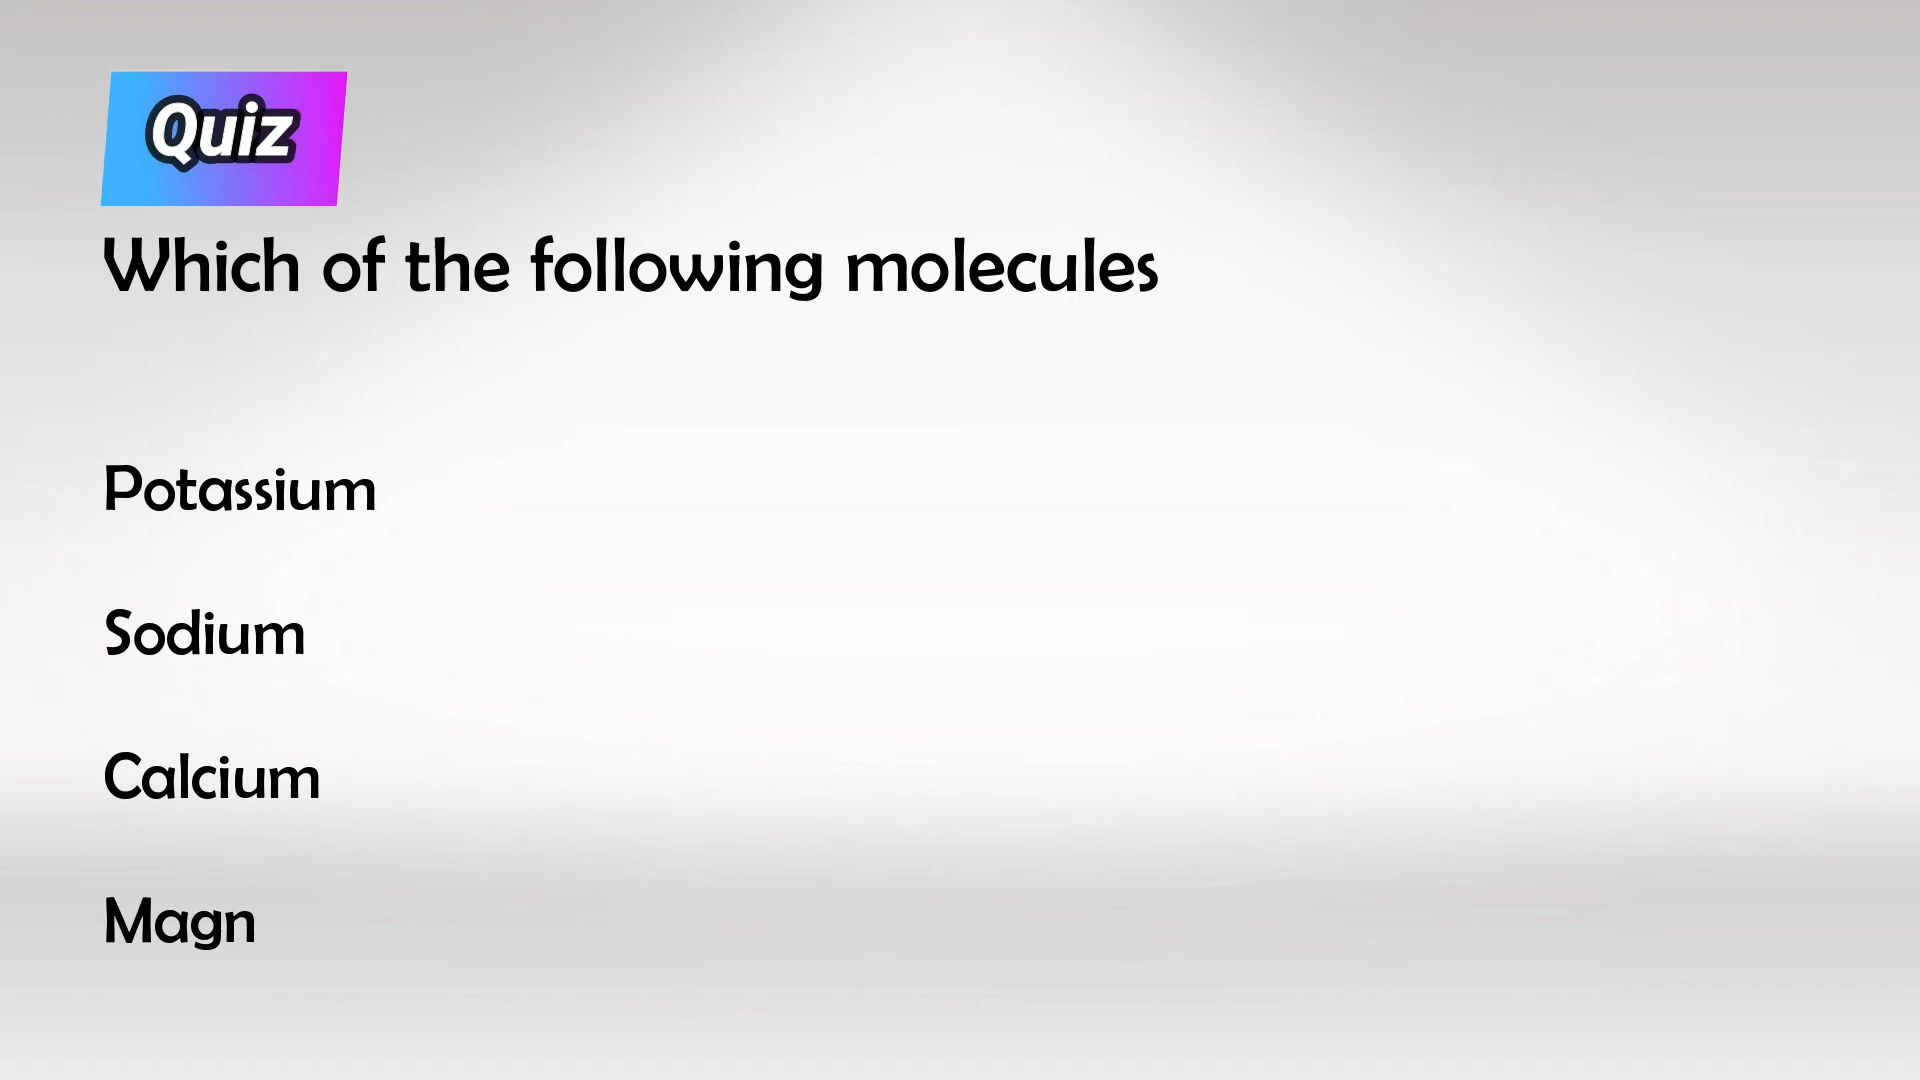 Quiz
Which of the following molecules
Potassium
Sodium
Calcium
Magn